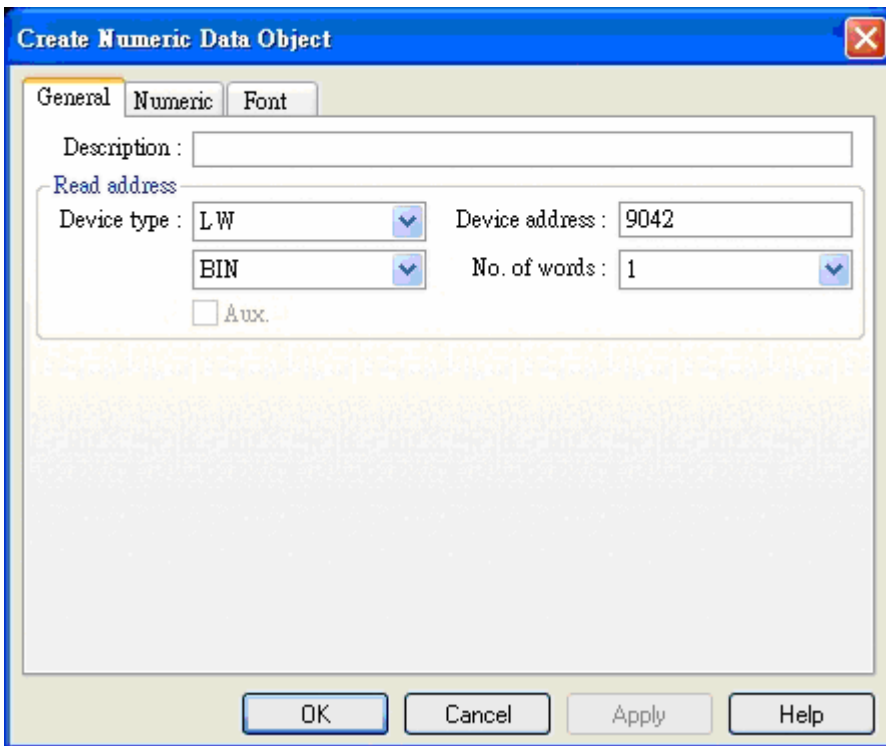 Create Numeric Data Object
General Numeric Font
Description :
Read address
Device type : LW Device address : 9042
BIN No. of words : 1
Aux.
OK Cancel Apply Help